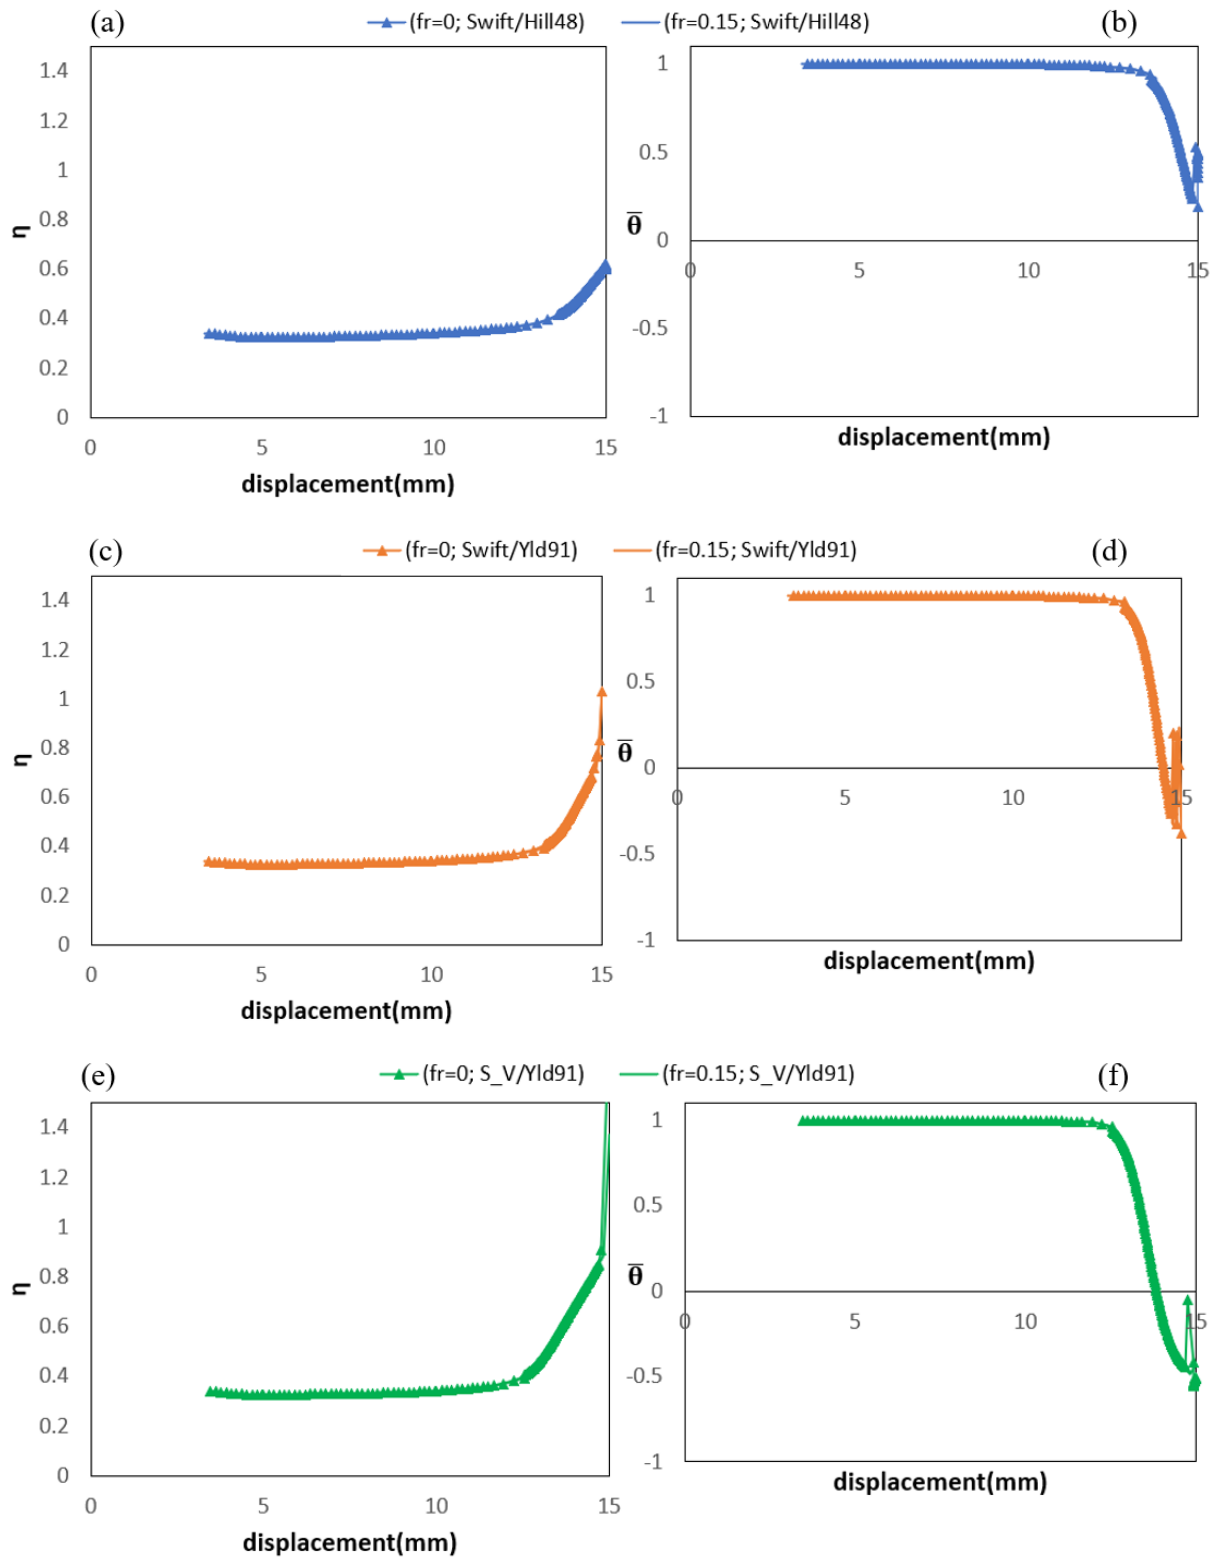 (a) (fr=0; Swift/Hill48) (fr=0.15; Swift/Hill48) (b)
1.4
1.2
1
0.8
0.6
0.4
0.2
0
η
0 5 10 15
displacement(mm)
1
0.5
0
-0.5
-1
θ̅
0 5 10 15
displacement(mm)
(c) (fr=0; Swift/Yld91) (fr=0.15; Swift/Yld91) (d)
1.4
1.2
1
0.8
0.6
0.4
0.2
0
η
0 5 10 15
displacement(mm)
1
0.5
0
-0.5
-1
θ̅
0 5 10 15
displacement(mm)
(e) (fr=0; S_V/Yld91) (fr=0.15; S_V/Yld91) (f)
1.4
1.2
1
0.8
0.6
0.4
0.2
0
η
0 5 10 15
displacement(mm)
1
0.5
0
-0.5
-1
θ̅
0 5 10 15
displacement(mm)